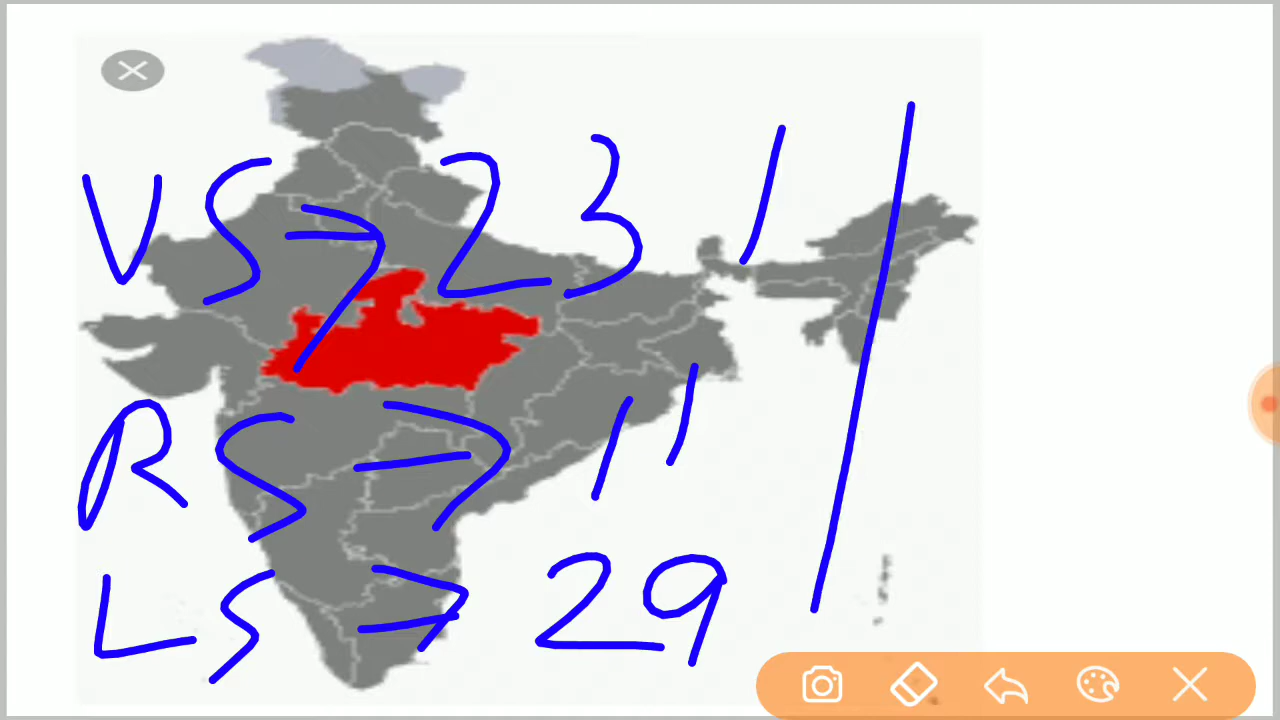 VS → 231
RS → 11
LS → 29